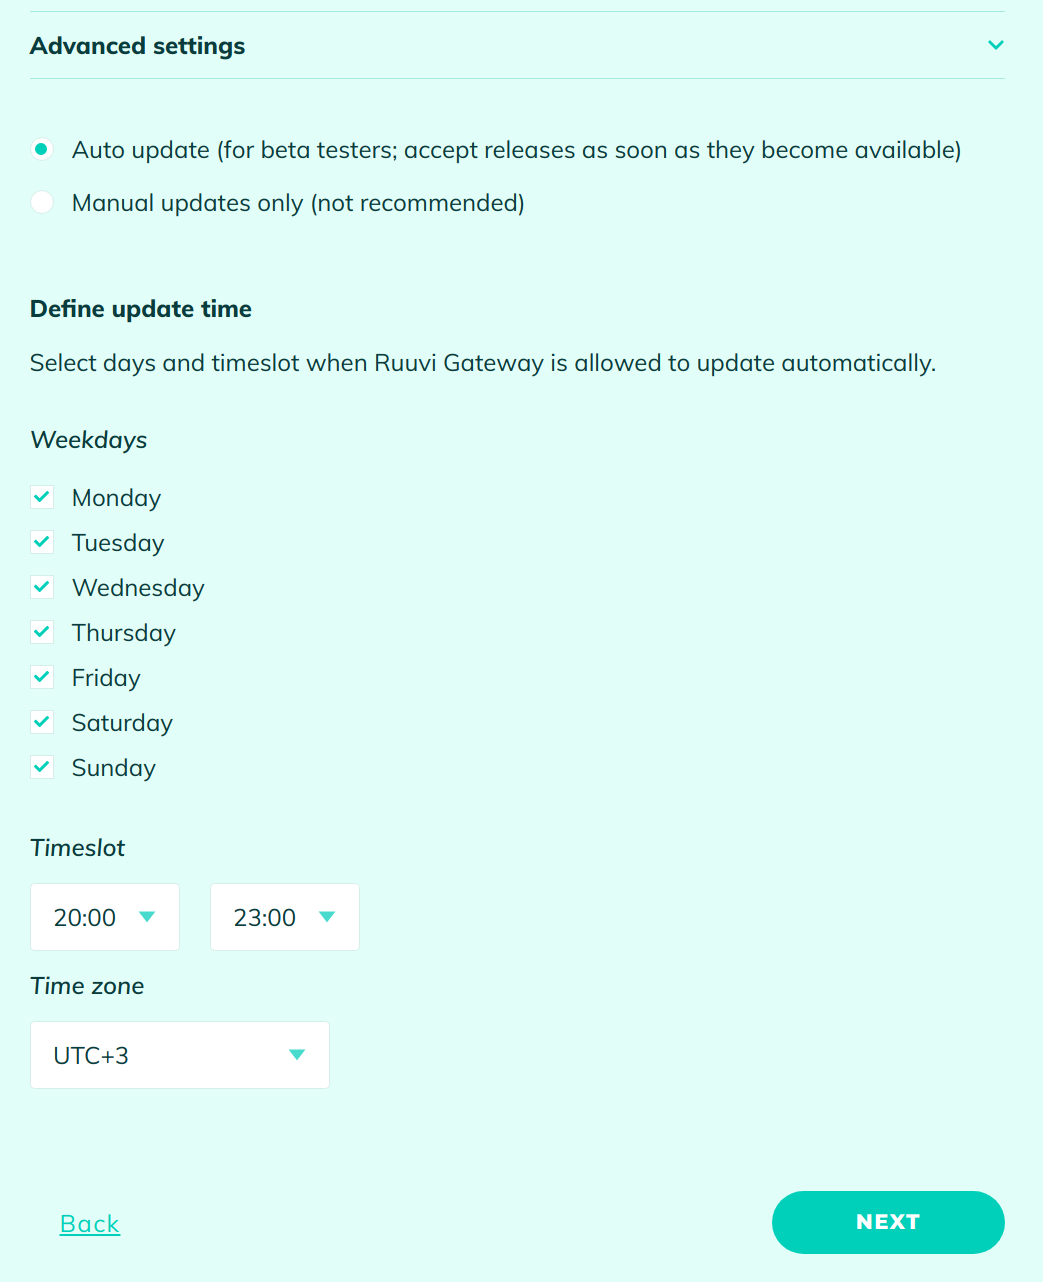 Advanced settings
Auto update (for beta testers; accept releases as soon as they become available)
Manual updates only (not recommended)
Define update time
Select days and timeslot when Ruuvi Gateway is allowed to update automatically.
Weekdays
Monday
Tuesday
Wednesday
Thursday
Friday
Saturday
Sunday
Timeslot
20:00 23:00
Time zone
UTC+3
Back NEXT